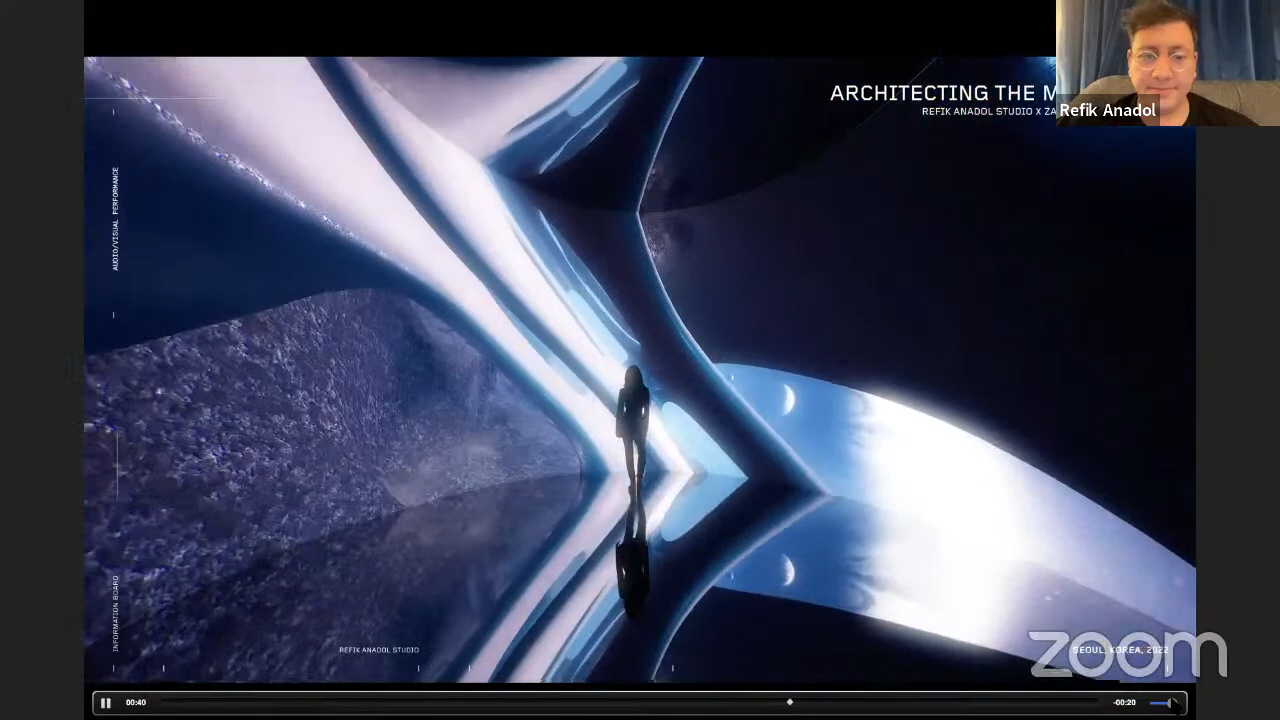 ARCHITECTING THE M
REFIK ANADOL STUDIO X ZA
Refik Anadol
AUDIO/VISUAL PERFORMANCE
INFORMATION BOARD
REFIK ANADOL STUDIO
SEOUL, KOREA, 2022
zoom
00:40
-00:20